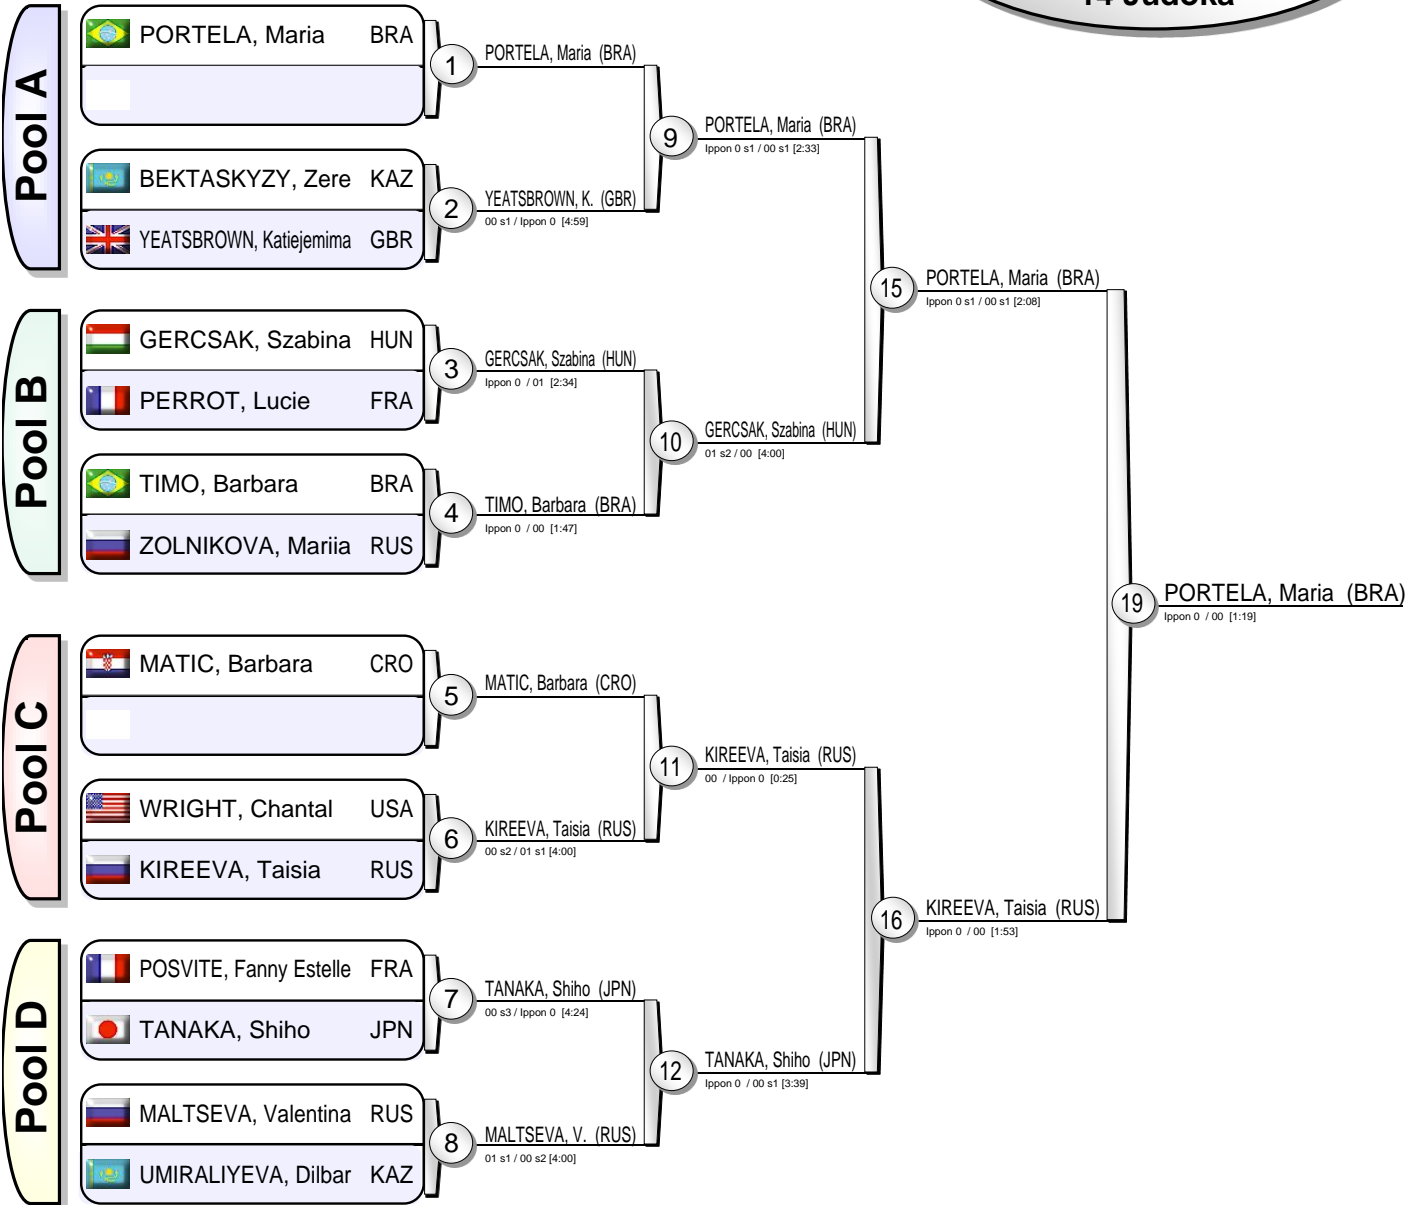 14 Judoka
Pool A
PORTELA, Maria BRA
BEKTASKYZY, Zere KAZ
YEATSBROWN, Katiejemima GBR
1
PORTELA, Maria (BRA)
2
YEATSBROWN, K. (GBR)
00 s1 / Ippon 0 [4:59]
9
PORTELA, Maria (BRA)
Ippon 0 s1 / 00 s1 [2:33]
Pool B
GERCSAK, Szabina HUN
PERROT, Lucie FRA
TIMO, Barbara BRA
ZOLNIKOVA, Mariia RUS
3
GERCSAK, Szabina (HUN)
Ippon 0 / 01 [2:34]
4
TIMO, Barbara (BRA)
Ippon 0 / 00 [1:47]
10
GERCSAK, Szabina (HUN)
01 s2 / 00 [4:00]
15
PORTELA, Maria (BRA)
Ippon 0 s1 / 00 s1 [2:08]
Pool C
MATIC, Barbara CRO
WRIGHT, Chantal USA
KIREEVA, Taisia RUS
5
MATIC, Barbara (CRO)
6
KIREEVA, Taisia (RUS)
00 s2 / 01 s1 [4:00]
11
KIREEVA, Taisia (RUS)
00 / Ippon 0 [0:25]
Pool D
POSVITE, Fanny Estelle FRA
TANAKA, Shiho JPN
MALTSEVA, Valentina RUS
UMIRALIYEVA, Dilbar KAZ
7
TANAKA, Shiho (JPN)
00 s3 / Ippon 0 [4:24]
8
MALTSEVA, V. (RUS)
01 s1 / 00 s2 [4:00]
12
TANAKA, Shiho (JPN)
Ippon 0 / 00 s1 [3:39]
16
KIREEVA, Taisia (RUS)
Ippon 0 / 00 [1:53]
19
PORTELA, Maria (BRA)
Ippon 0 / 00 [1:19]